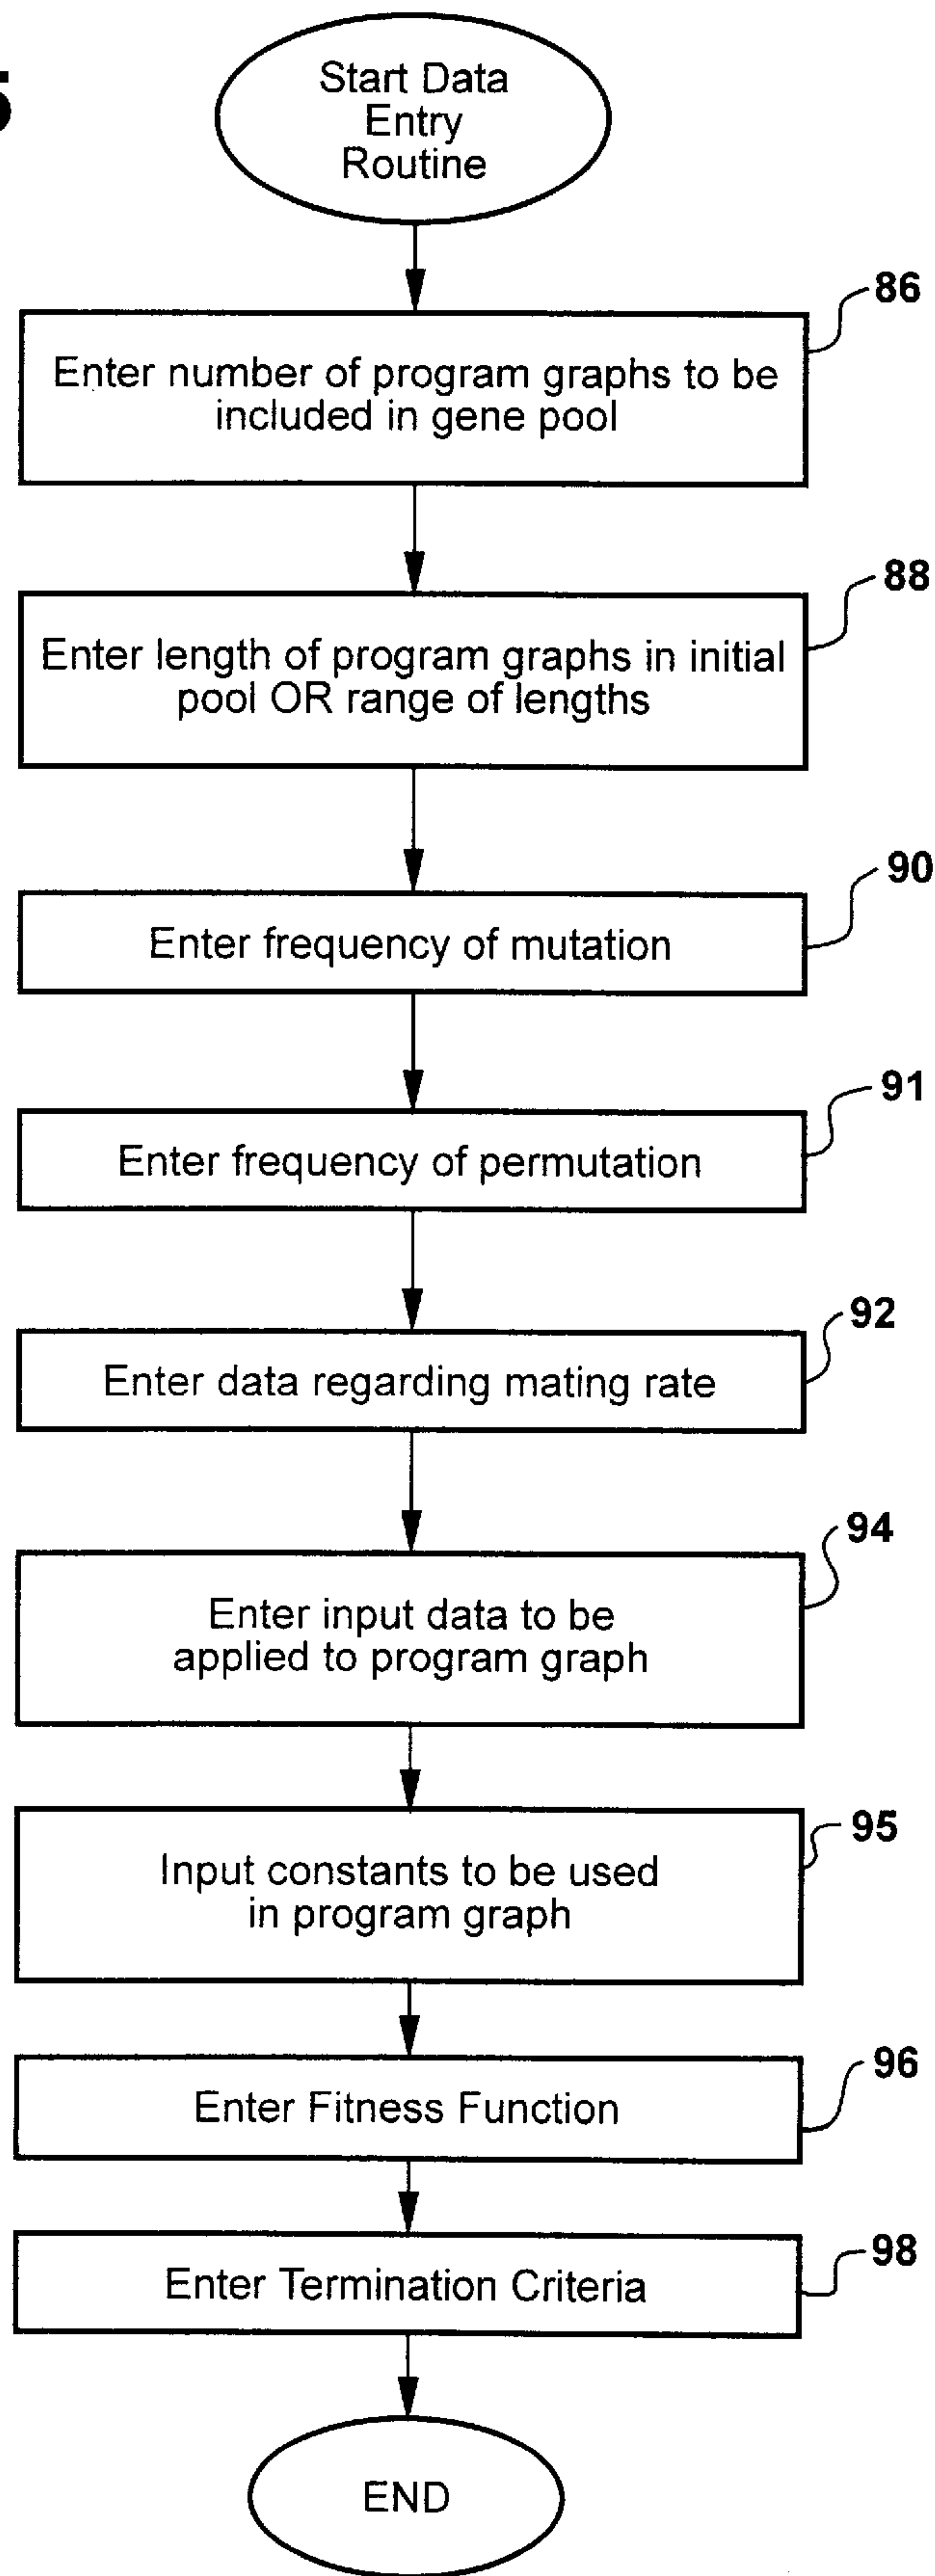 5
Start Data
Entry
Routine
86
Enter number of program graphs to be
included in gene pool
88
Enter length of program graphs in initial
pool OR range of lengths
90
Enter frequency of mutation
91
Enter frequency of permutation
92
Enter data regarding mating rate
94
Enter input data to be
applied to program graph
95
Input constants to be used
in program graph
96
Enter Fitness Function
98
Enter Termination Criteria
END